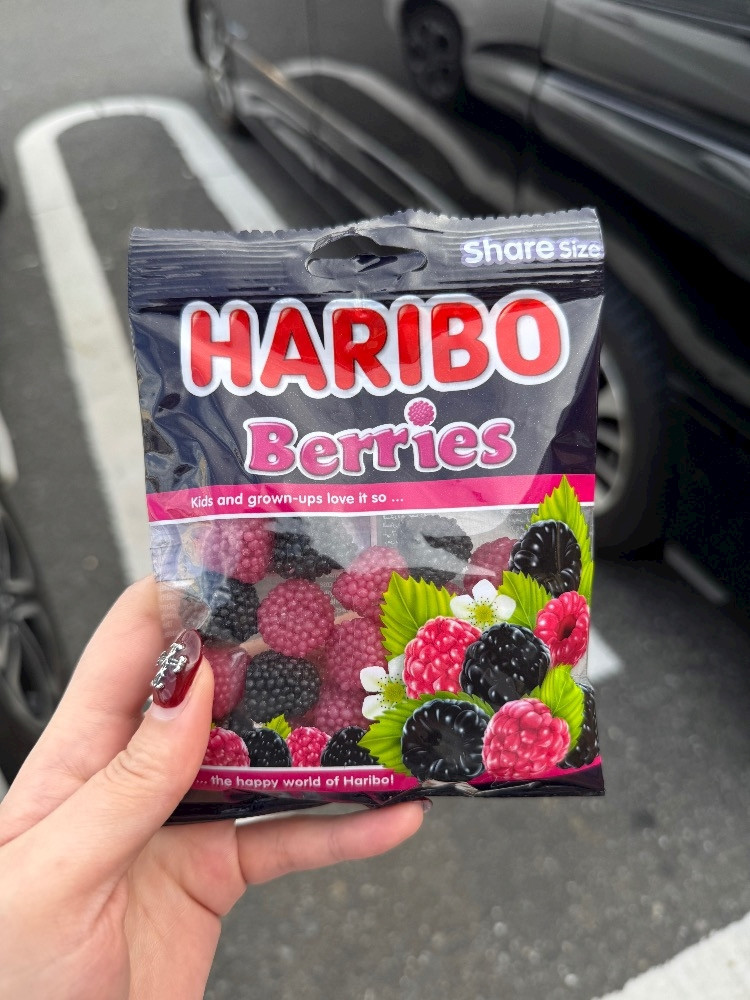 Share Size
HARIBO
Berries
Kids and grown-ups love it so ...
... the happy world of Haribo!